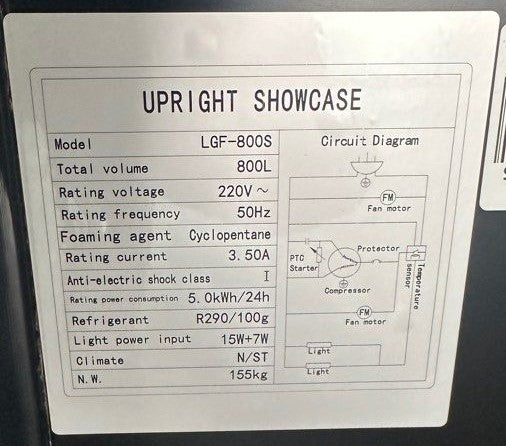 UPRIGHT SHOWCASE
Model LGF-800S
Total volume 800L
Rating voltage 220V ~
Rating frequency 50Hz
Foaming agent Cyclopentane
Rating current 3.50A
Anti-electric shock class I
Rating power consumption 5.0kWh/24h
Refrigerant R290/100g
Light power input 15W+7W
Climate N/ST
N.W. 155kg
Circuit Diagram
FM
Fan motor
Protector
PTC
Starter
Compressor
Temperature
sensor
FM
Fan motor
Light
Light